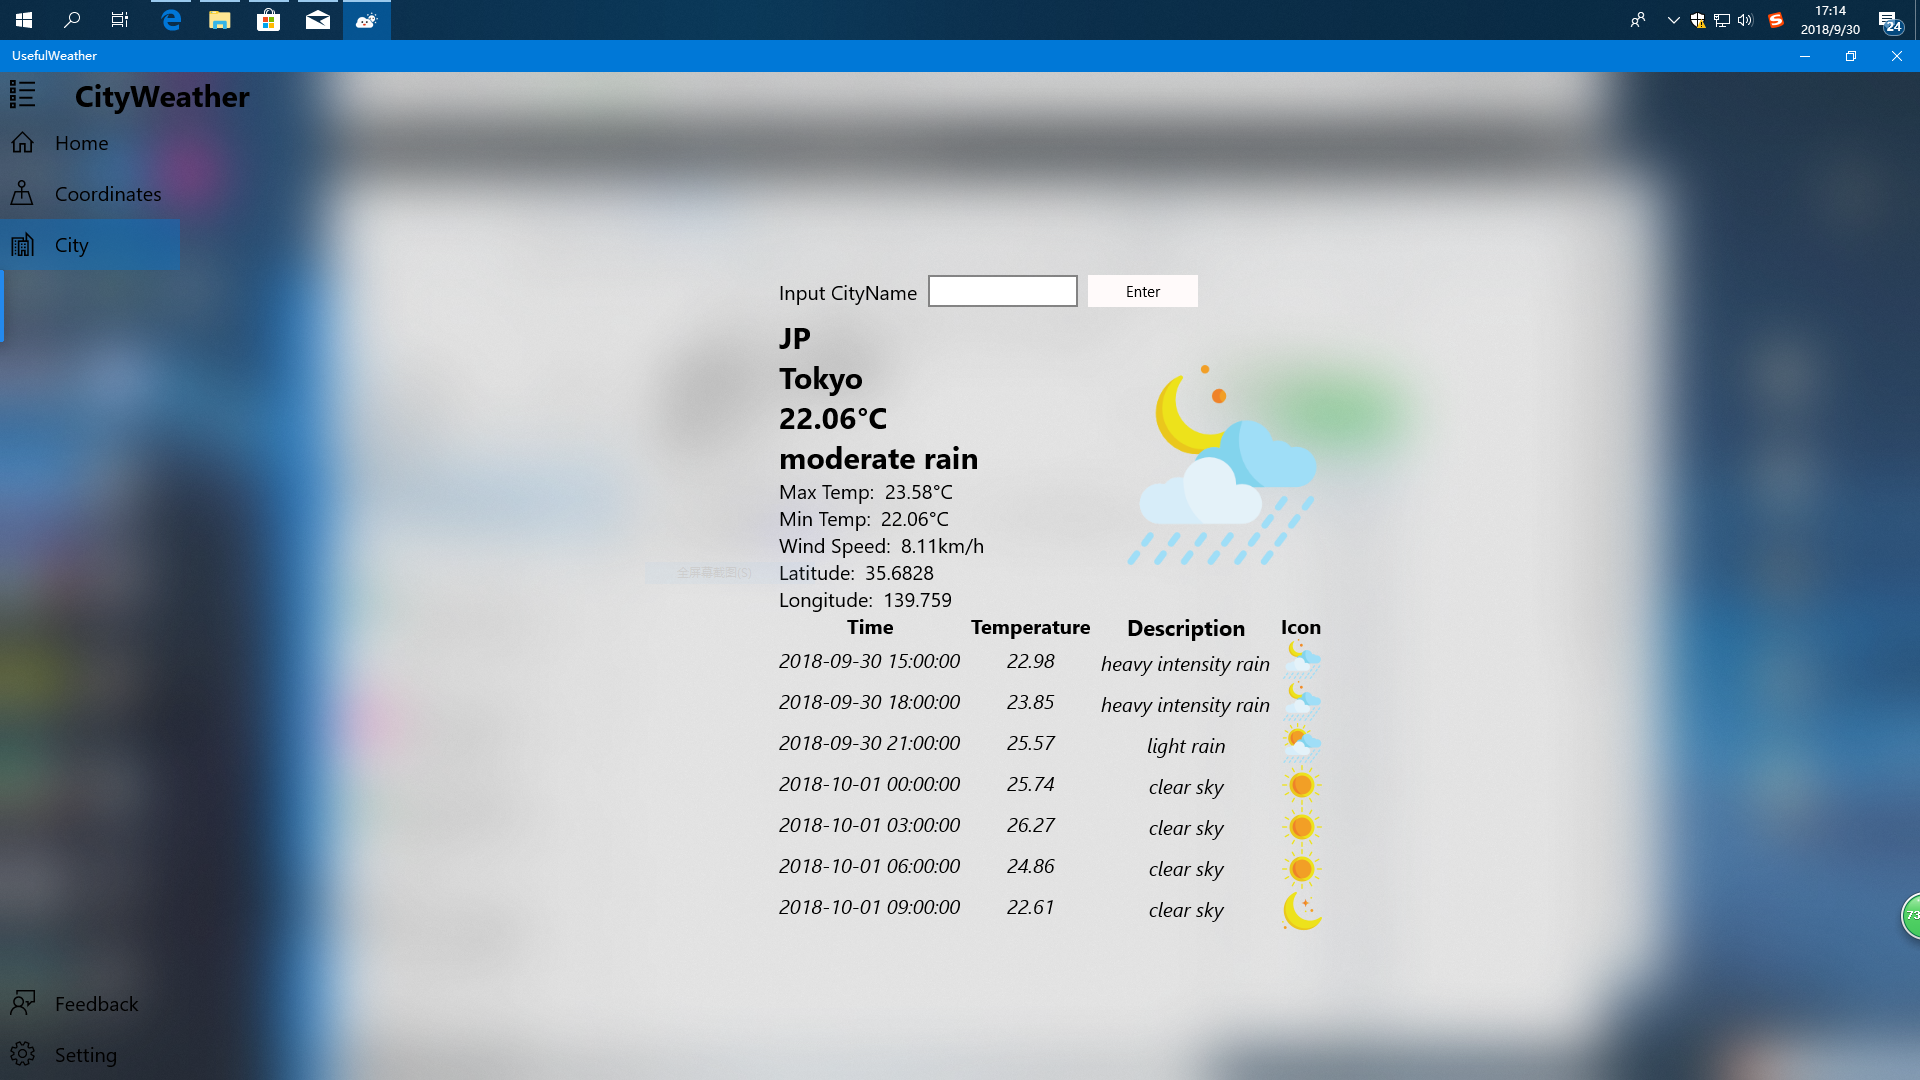 17:14
2018/9/30
24
UsefulWeather
CityWeather
Home
Coordinates
City
Input CityName
Enter
JP
Tokyo
22.06°C
moderate rain
Max Temp: 23.58°C
Min Temp: 22.06°C
Wind Speed: 8.11km/h
全屏幕截图(S)
Latitude: 35.6828
Longitude: 139.759
Time Temperature Description Icon
2018-09-30 15:00:00 22.98 heavy intensity rain
2018-09-30 18:00:00 23.85 heavy intensity rain
2018-09-30 21:00:00 25.57 light rain
2018-10-01 00:00:00 25.74 clear sky
2018-10-01 03:00:00 26.27 clear sky
2018-10-01 06:00:00 24.86 clear sky
2018-10-01 09:00:00 22.61 clear sky
73
Feedback
Setting